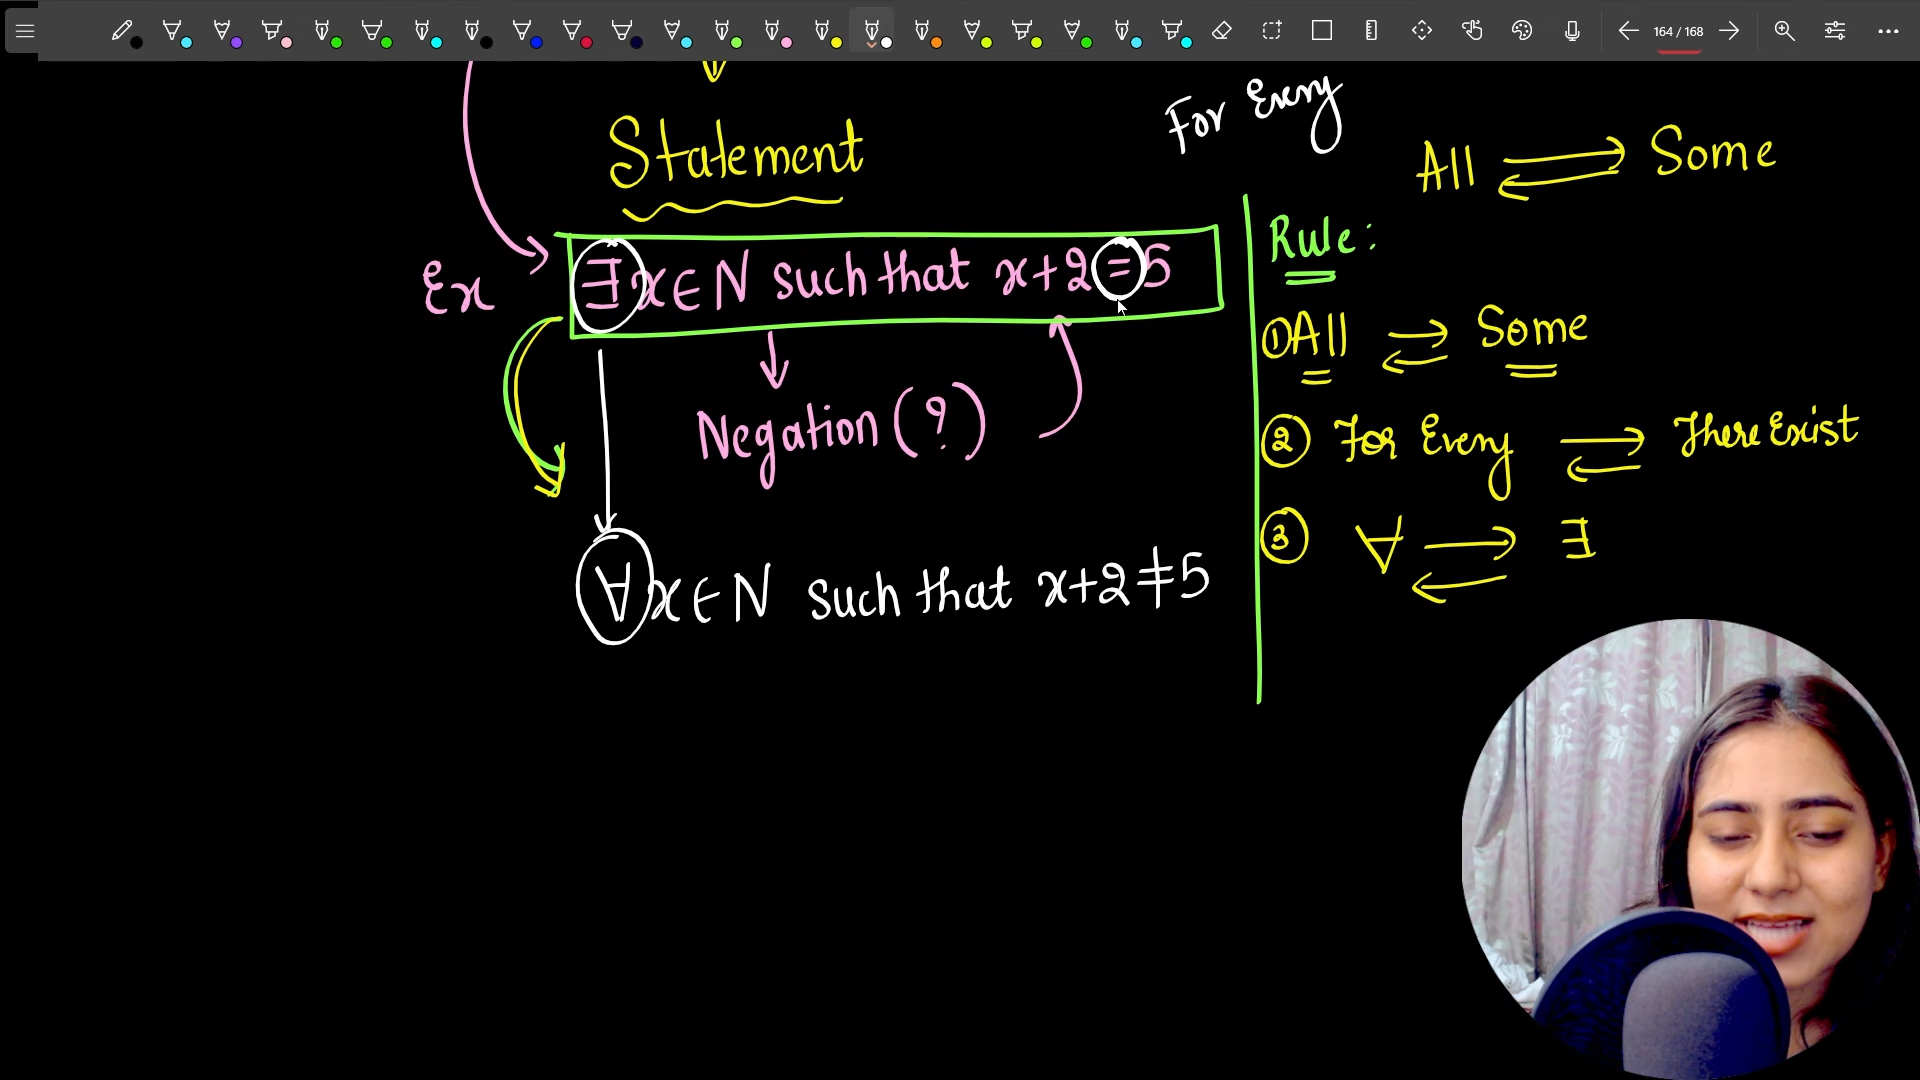 164 / 168
For Every
All ⇌ Some
Statement
Rule:
Ex ∃ x ∈ N such that x+2=5
① All ⇌ Some
Negation (?)
② For Every ⇌ There Exist
③ ∀ ⇌ ∃
∀ x ∈ N such that x+2≠5